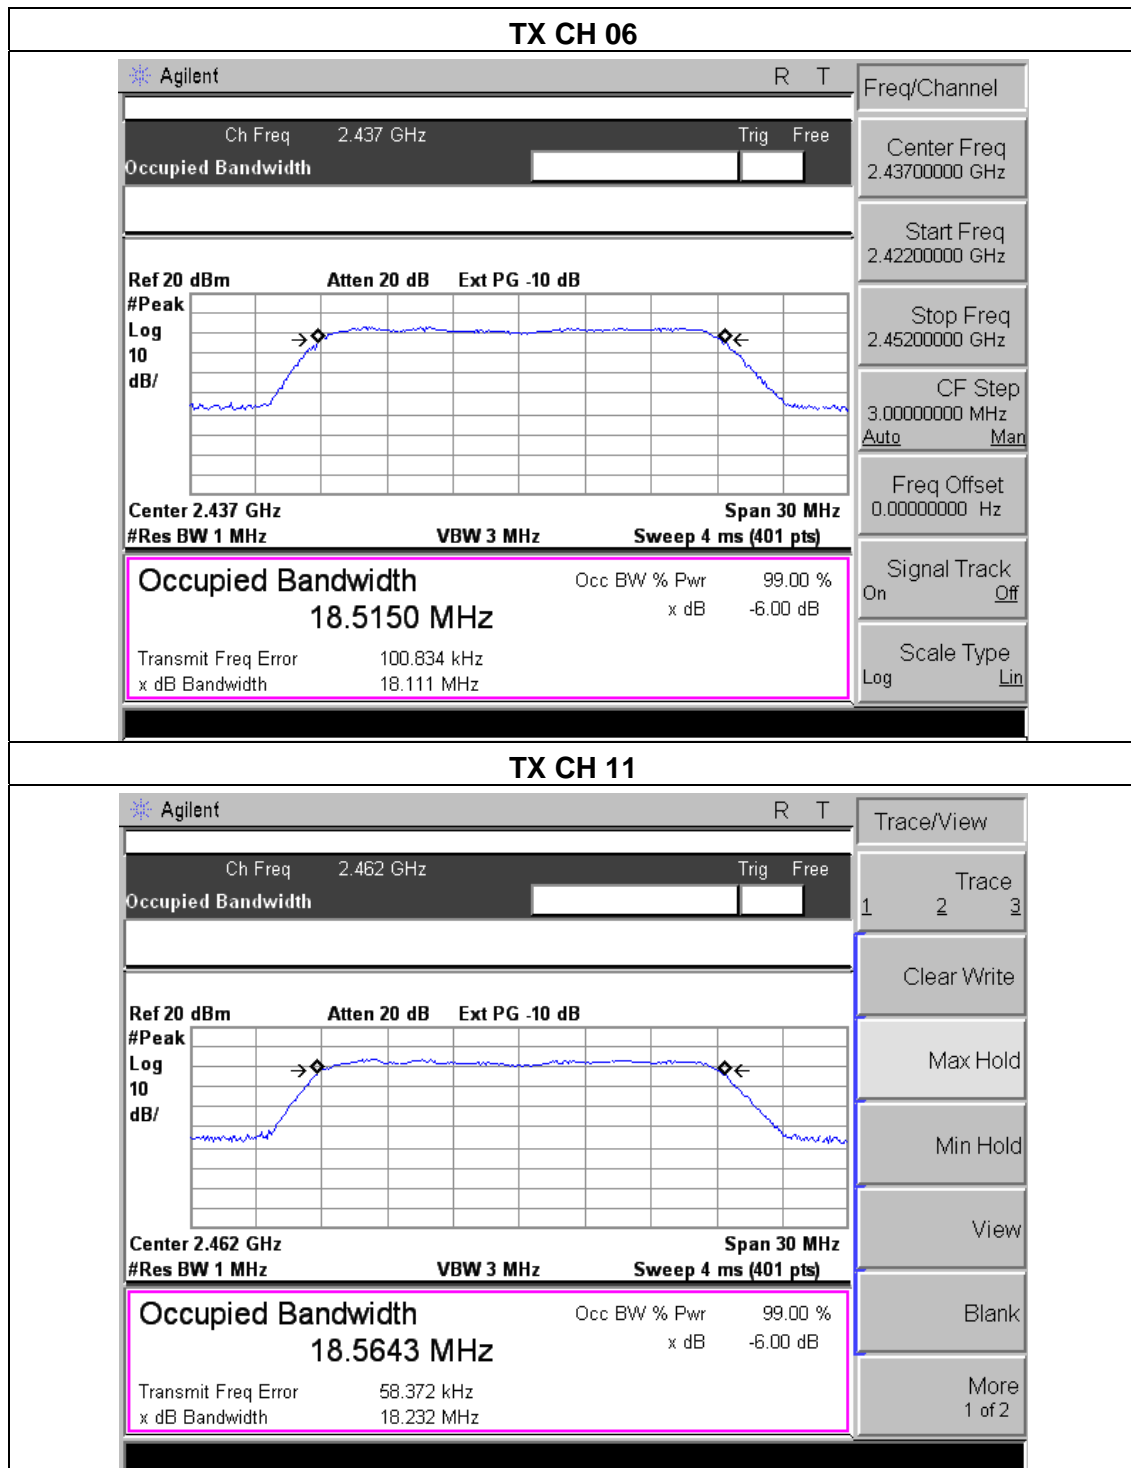 TX CH 06
Agilent R T
Freq/Channel
Ch Freq 2.437 GHz Trig Free
Occupied Bandwidth
Center Freq
2.43700000 GHz
Start Freq
2.42200000 GHz
Stop Freq
2.45200000 GHz
CF Step
3.00000000 MHz
Auto Man
Freq Offset
0.00000000 Hz
Signal Track
On Off
Scale Type
Log Lin
Ref 20 dBm Atten 20 dB Ext PG -10 dB
#Peak
Log
10
dB/
Center 2.437 GHz Span 30 MHz
#Res BW 1 MHz VBW 3 MHz Sweep 4 ms (401 pts)
Occupied Bandwidth Occ BW % Pwr 99.00 %
18.5150 MHz x dB -6.00 dB
Transmit Freq Error 100.834 kHz
x dB Bandwidth 18.111 MHz
TX CH 11
Agilent R T
Trace/View
Ch Freq 2.462 GHz Trig Free
Occupied Bandwidth
Trace
1 2 3
Clear Write
Max Hold
Min Hold
View
Blank
More
1 of 2
Ref 20 dBm Atten 20 dB Ext PG -10 dB
#Peak
Log
10
dB/
Center 2.462 GHz Span 30 MHz
#Res BW 1 MHz VBW 3 MHz Sweep 4 ms (401 pts)
Occupied Bandwidth Occ BW % Pwr 99.00 %
18.5643 MHz x dB -6.00 dB
Transmit Freq Error 58.372 kHz
x dB Bandwidth 18.232 MHz